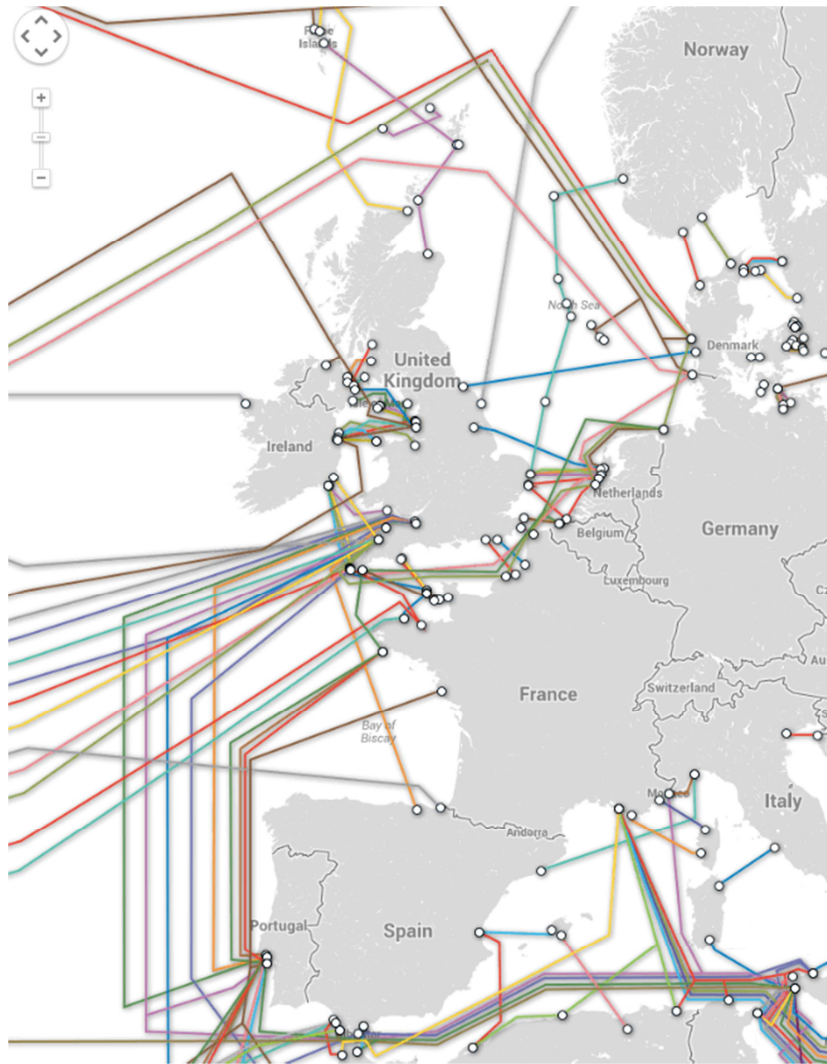 Islands
Norway
North Sea
Denmark
United
Kingdom
Ireland
Netherlands
Germany
Belgium
Luxembourg
France
Switzerland
Bay of
Biscay
Italy
Andorra
Portugal
Spain